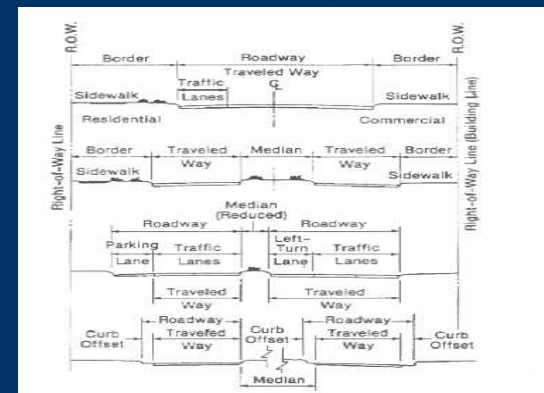 R.O.W.
R.O.W.
Border Roadway Border
Traveled Way
Traffic ℄
Sidewalk Lanes Sidewalk
Residential Commercial
Border Traveled Median Traveled Border
Way Way
Sidewalk Sidewalk
Right-of-Way Line
Right-of-Way Line (Building Line)
Median
(Reduced)
Roadway Roadway
Parking Traffic Left- Traffic
Turn
Lane Lanes Lane Lanes
Traveled Traveled
Way Way
Roadway Roadway
Curb Traveled Curb Traveled Curb
Offset Way Offset Way Offset
Median